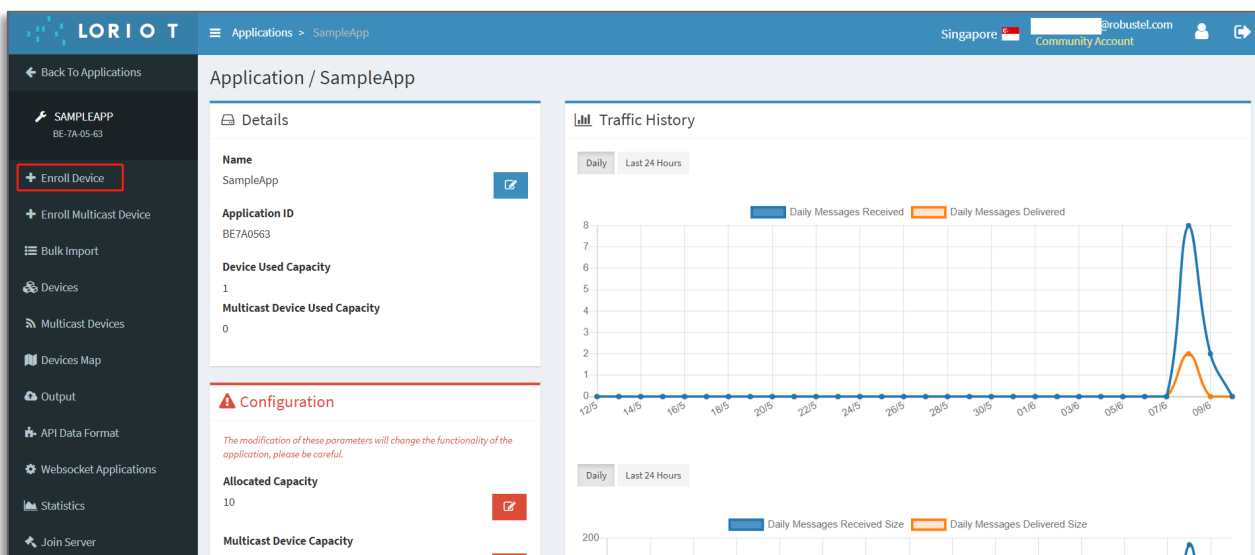 LORIOT
Applications > SampleApp
Singapore
@robustel.com
Community Account
Back To Applications
SAMPLEAPP
BE-7A-05-63
Enroll Device
Enroll Multicast Device
Bulk Import
Devices
Multicast Devices
Devices Map
Output
API Data Format
Websocket Applications
Statistics
Join Server
Application / SampleApp
Details
Name
SampleApp
Application ID
BE7A0563
Device Used Capacity
1
Multicast Device Used Capacity
0
Configuration
The modification of these parameters will change the functionality of the
application, please be careful.
Allocated Capacity
10
Multicast Device Capacity
Traffic History
Daily Last 24 Hours
Daily Messages Received Daily Messages Delivered
8
7
6
5
4
3
2
1
0
12/5 14/5 16/5 18/5 20/5 22/5 24/5 26/5 28/5 30/5 01/6 03/6 05/6 07/6 09/6
Daily Last 24 Hours
Daily Messages Received Size Daily Messages Delivered Size
200